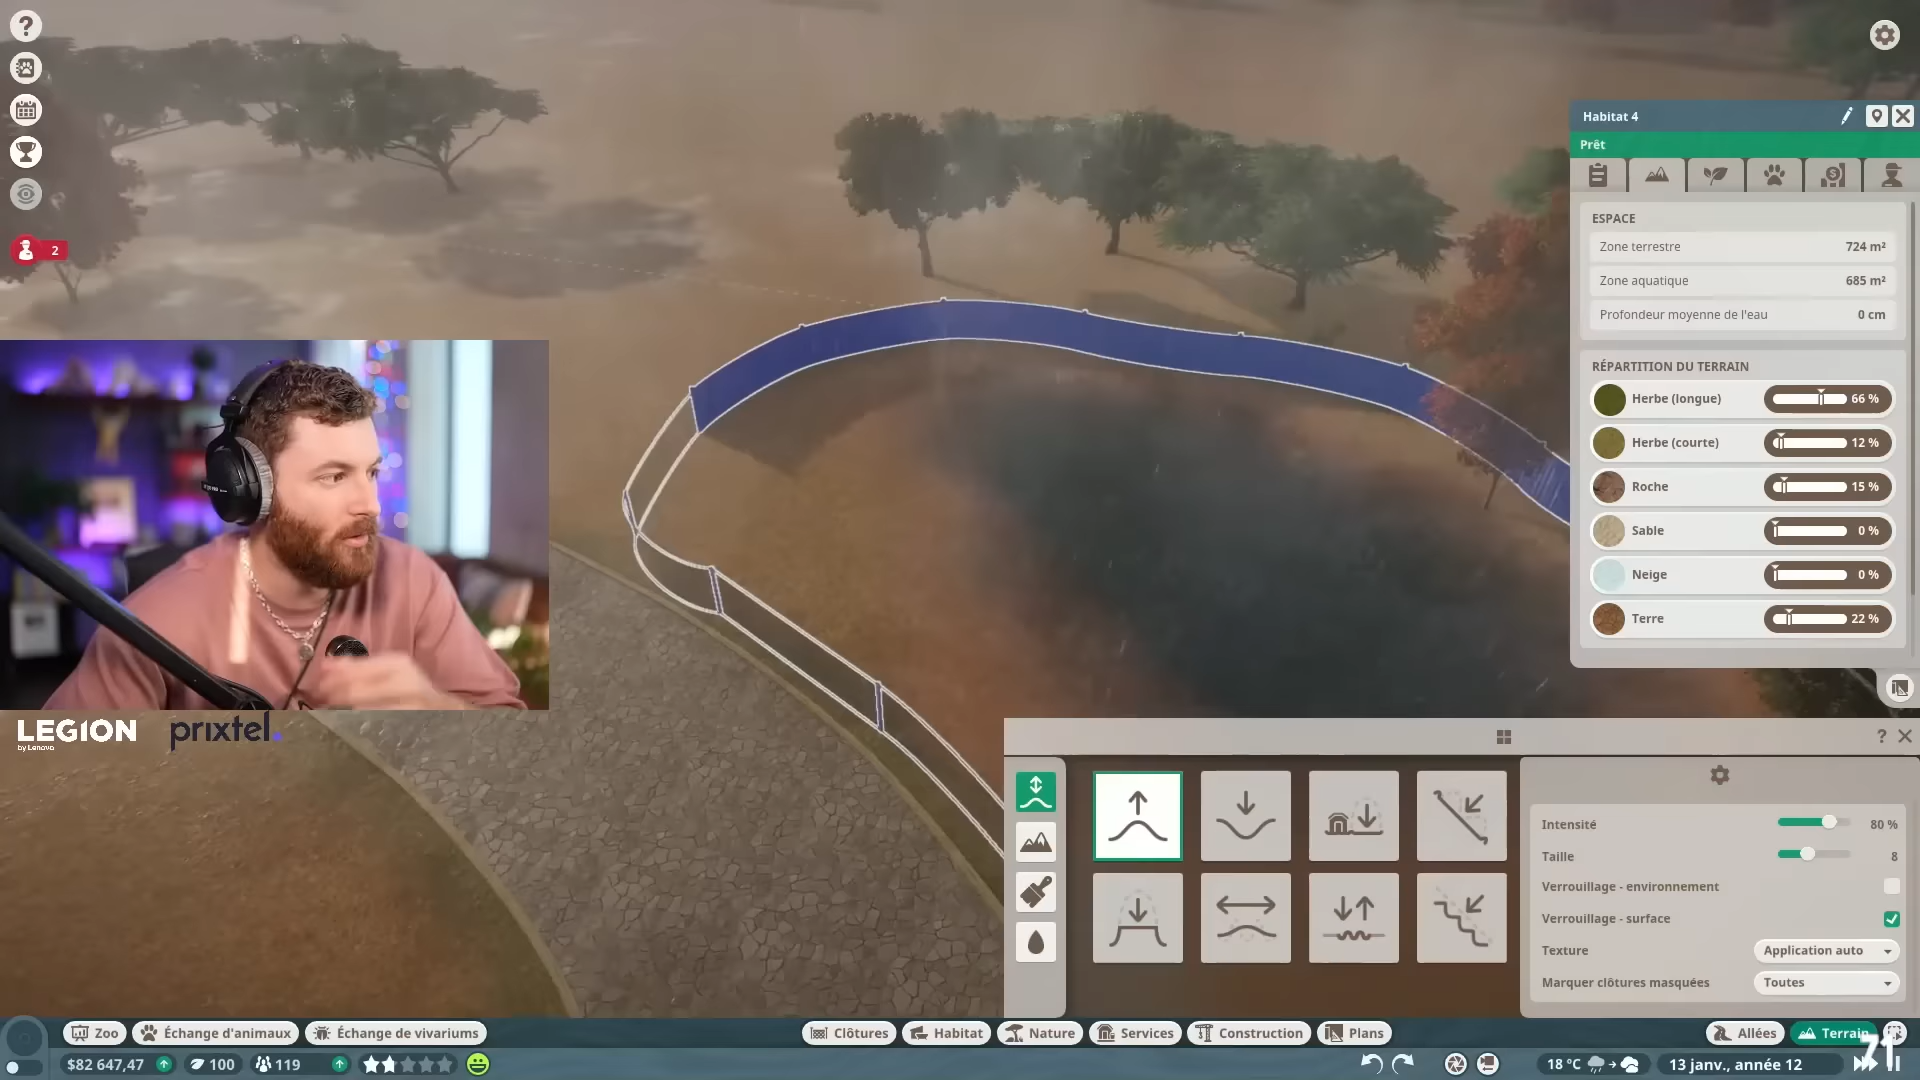 ?
2
Habitat 4
Prêt
ESPACE
Zone terrestre 724 m²
Zone aquatique 685 m²
Profondeur moyenne de l'eau 0 cm
RÉPARTITION DU TERRAIN
Herbe (longue) 66 %
Herbe (courte) 12 %
Roche 15 %
Sable 0 %
Neige 0 %
Terre 22 %
LEGION
by Lenovo
prixtel.
?
Intensité 80 %
Taille 8
Verrouillage - environnement
Verrouillage - surface
Texture Application auto
Marquer clôtures masquées Toutes
Zoo Échange d'animaux Échange de vivariums Clôtures Habitat Nature Services Construction Plans Allées Terrain
$82 647,47 100 119 18 °C 13 janv., année 12
71